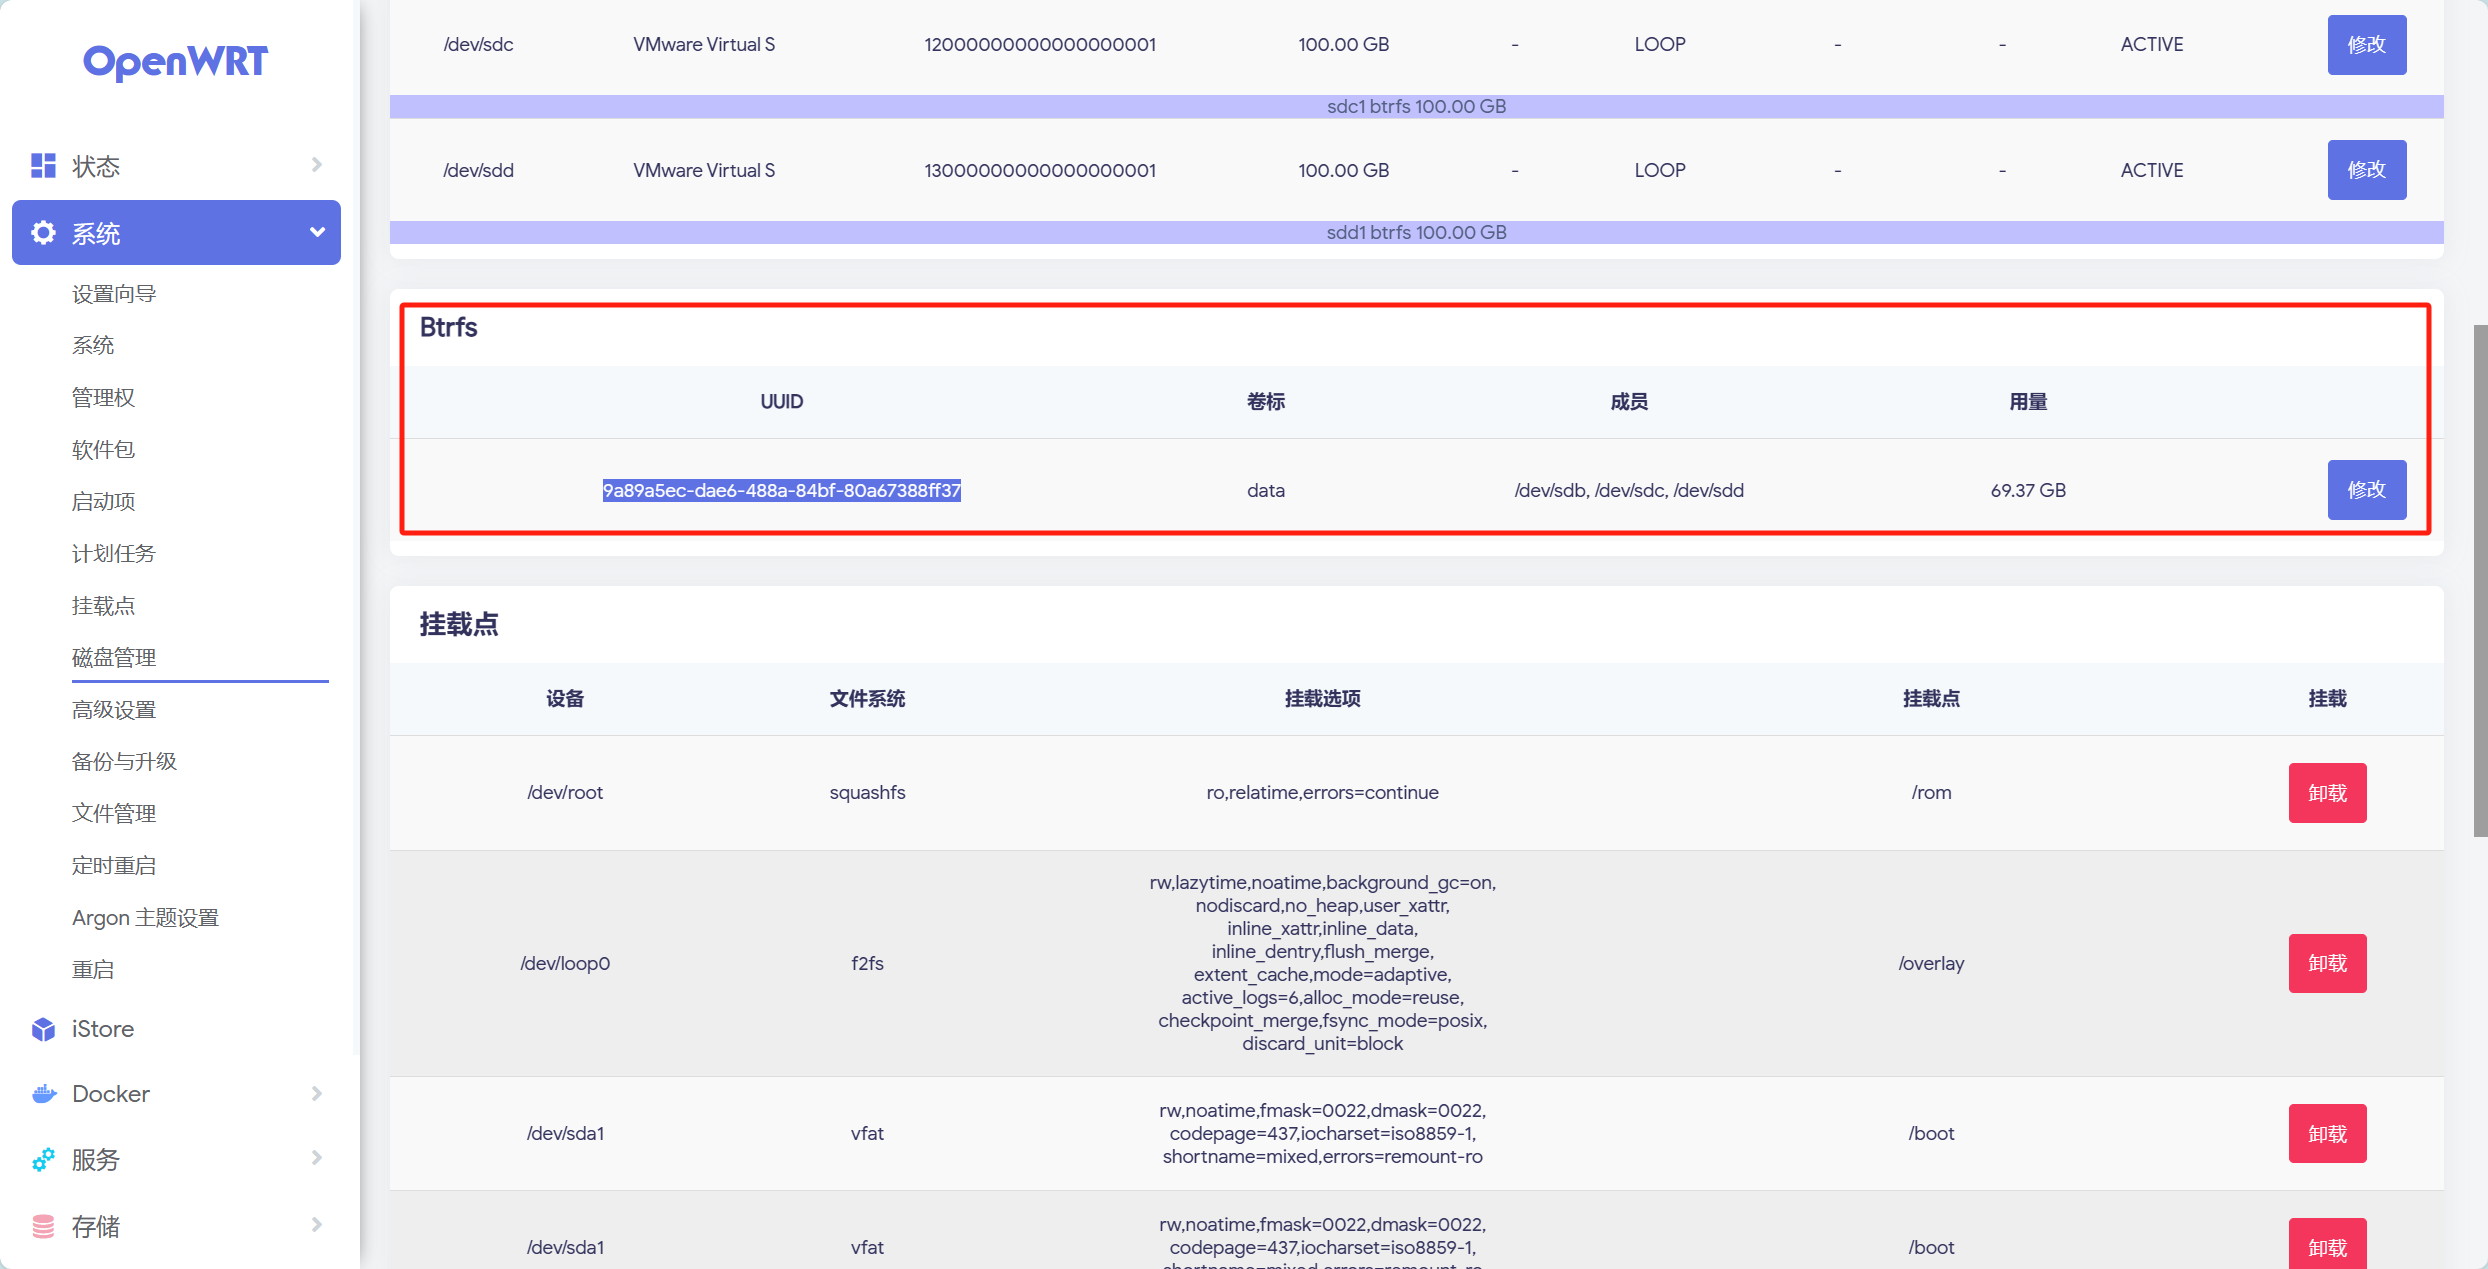 OpenWRT
状态
系统
设置向导
系统
管理权
软件包
启动项
计划任务
挂载点
磁盘管理
高级设置
备份与升级
文件管理
定时重启
Argon 主题设置
重启
iStore
Docker
服务
存储
/dev/sdc VMware Virtual S 12000000000000000001 100.00 GB - LOOP - - ACTIVE 修改
sdc1 btrfs 100.00 GB
/dev/sdd VMware Virtual S 13000000000000000001 100.00 GB - LOOP - - ACTIVE 修改
sdd1 btrfs 100.00 GB
Btrfs
UUID 卷标 成员 用量
9a89a5ec-dae6-488a-84bf-80a67388ff37 data /dev/sdb, /dev/sdc, /dev/sdd 69.37 GB 修改
挂载点
设备 文件系统 挂载选项 挂载点 挂载
/dev/root squashfs ro,relatime,errors=continue /rom 卸载
rw,lazytime,noatime,background_gc=on,
nodiscard,no_heap,user_xattr,
inline_xattr,inline_data,
inline_dentry,flush_merge,
/dev/loop0 f2fs /overlay 卸载
extent_cache,mode=adaptive,
active_logs=6,alloc_mode=reuse,
checkpoint_merge,fsync_mode=posix,
discard_unit=block
rw,noatime,fmask=0022,dmask=0022,
/dev/sda1 vfat codepage=437,iocharset=iso8859-1, /boot 卸载
shortname=mixed,errors=remount-ro
rw,noatime,fmask=0022,dmask=0022,
/dev/sda1 vfat codepage=437,iocharset=iso8859-1, /boot 卸载
shortname=mixed,errors=remount-ro